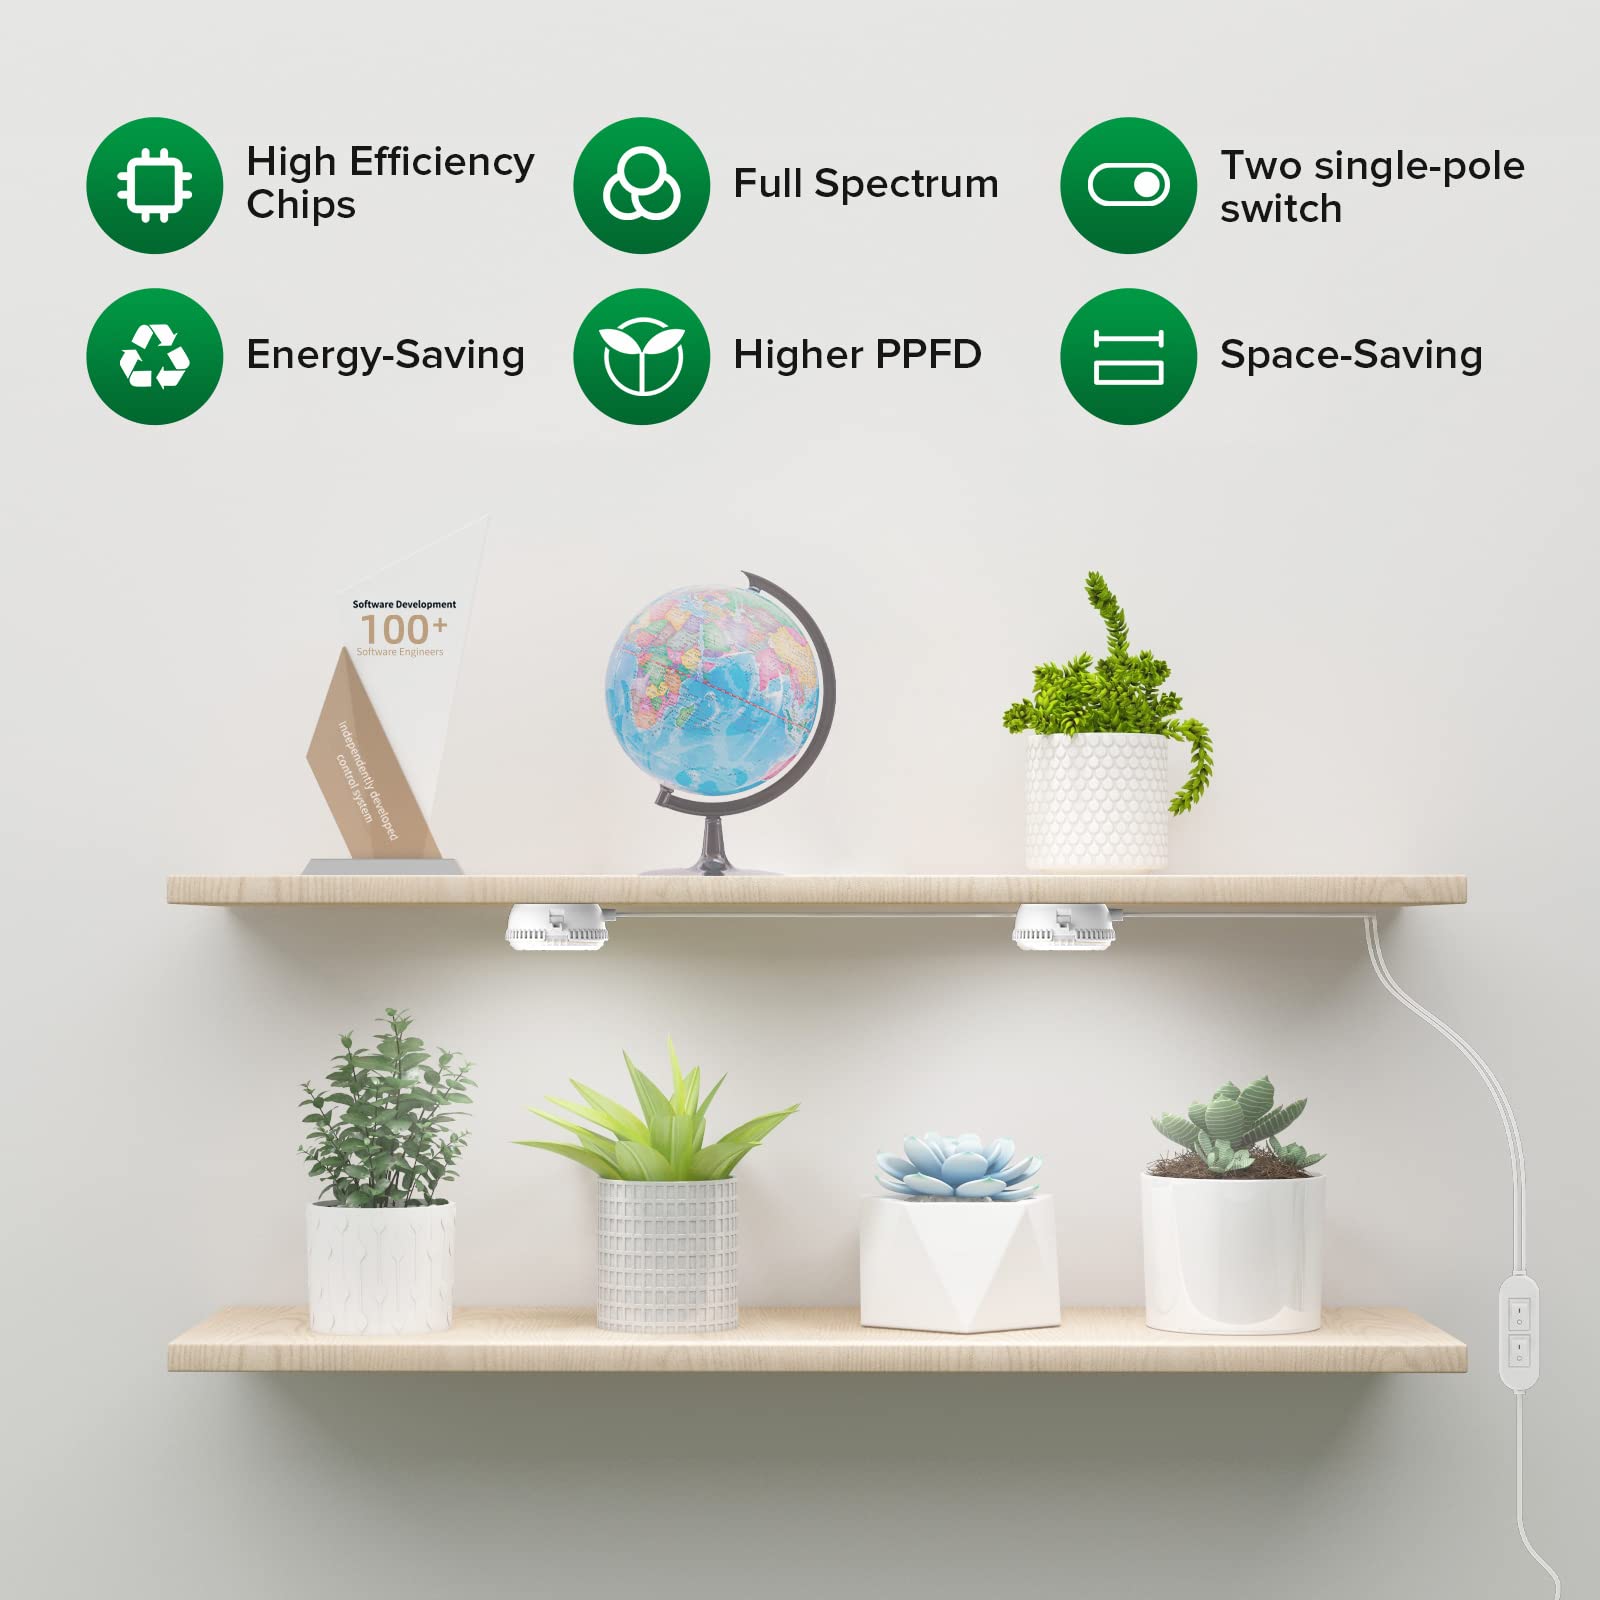 High Efficiency
Chips
Full Spectrum
Two single-pole
switch
Energy-Saving
Higher PPFD
Space-Saving
Software Development
100+
Software Engineers
independently developed
control system